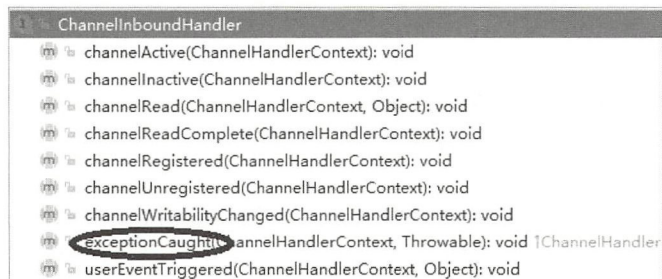 ChannelInboundHandler
channelActive(ChannelHandlerContext): void
channelInactive(ChannelHandlerContext): void
channelRead(ChannelHandlerContext, Object): void
channelReadComplete(ChannelHandlerContext): void
channelRegistered(ChannelHandlerContext): void
channelUnregistered(ChannelHandlerContext): void
channelWritabilityChanged(ChannelHandlerContext): void
exceptionCaught(ChannelHandlerContext, Throwable): void ↑ChannelHandler
userEventTriggered(ChannelHandlerContext, Object): void